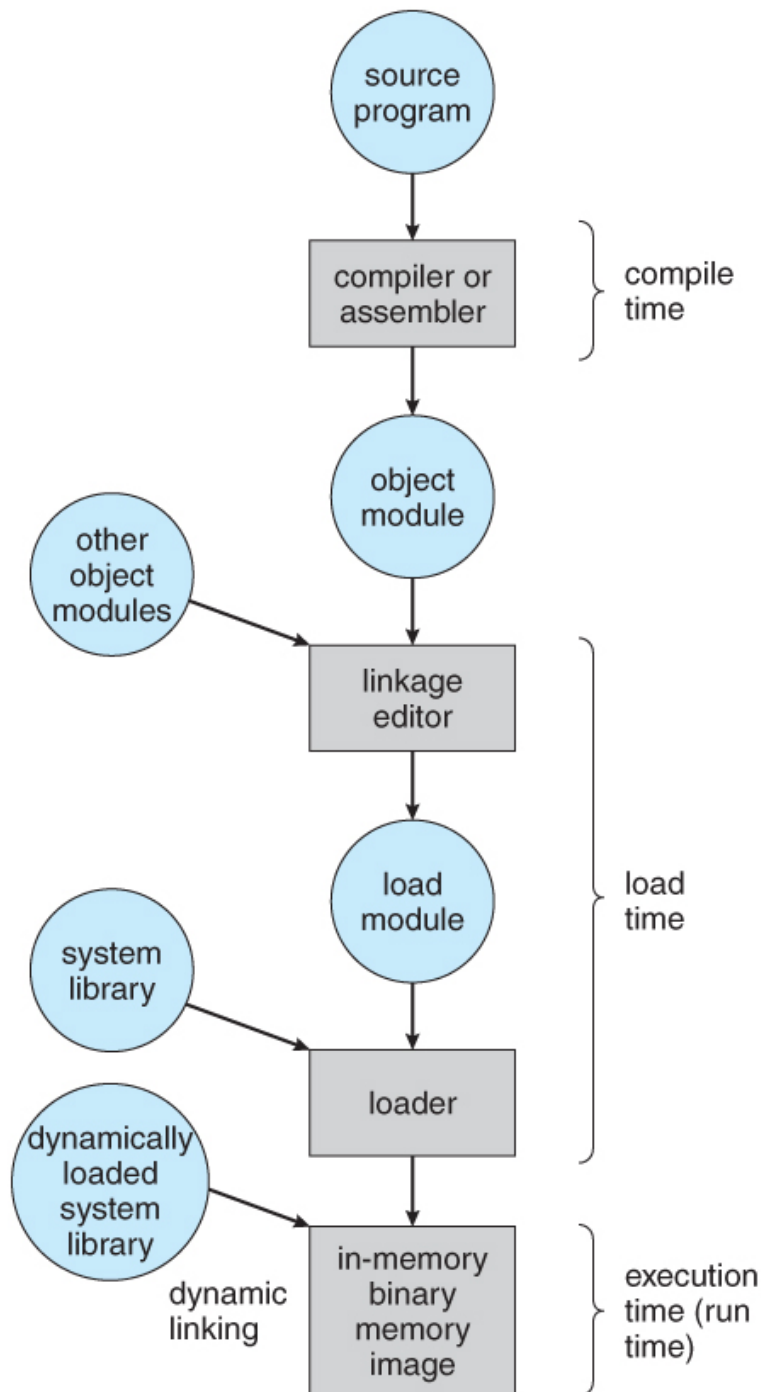 source
program
compiler or
assembler
compile
time
object
module
other
object
modules
linkage
editor
load
module
load
time
system
library
loader
dynamically
loaded
system
library
dynamic
linking
in-memory
binary
memory
image
execution
time (run
time)